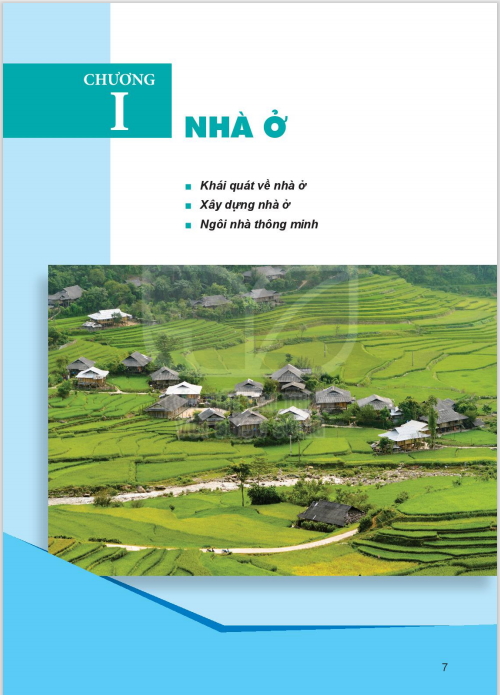 CHƯƠNG
I
NHÀ Ở
Khái quát về nhà ở
Xây dựng nhà ở
Ngôi nhà thông minh
7